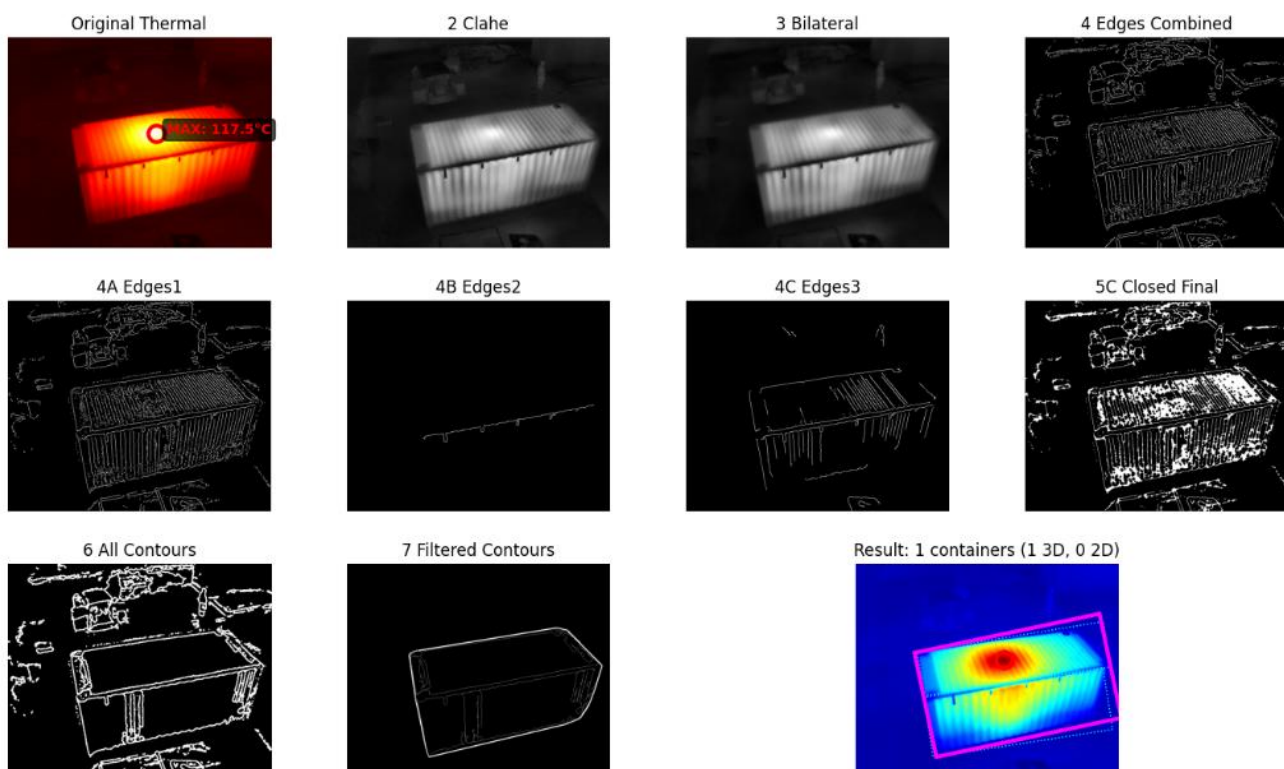 Original Thermal
2 Clahe
3 Bilateral
4 Edges Combined
MAX: 117.5°C
4A Edges1
4B Edges2
4C Edges3
5C Closed Final
6 All Contours
7 Filtered Contours
Result: 1 containers (1 3D, 0 2D)